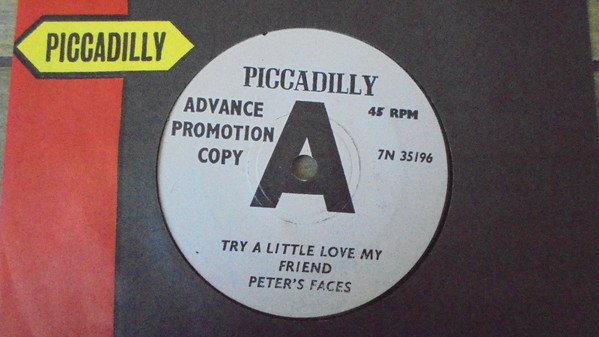 PICCADILLY
PICCADILLY
ADVANCE
PROMOTION
COPY
A
45 RPM
7N 35196
TRY A LITTLE LOVE MY
FRIEND
PETER'S FACES